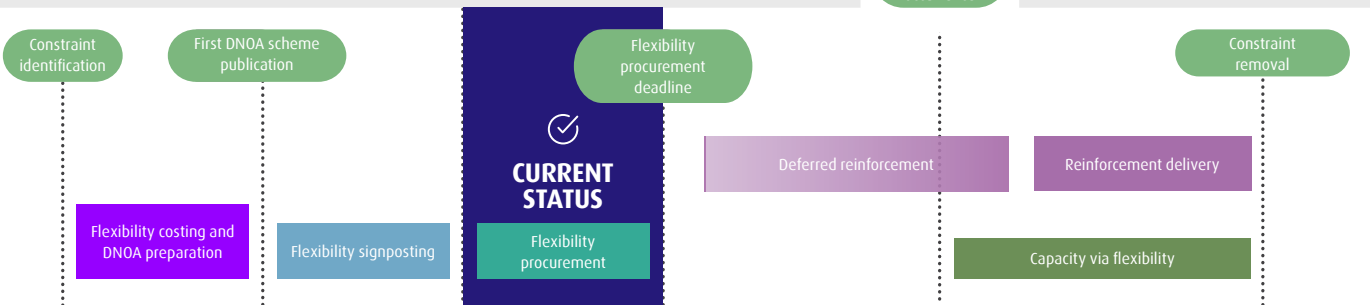 Constraint
identification
First DNOA scheme
publication
Flexibility
procurement
deadline
Constraint
removal
CURRENT
STATUS
Deferred reinforcement
Reinforcement delivery
Flexibility costing and
DNOA preparation
Flexibility signposting
Flexibility
procurement
Capacity via flexibility